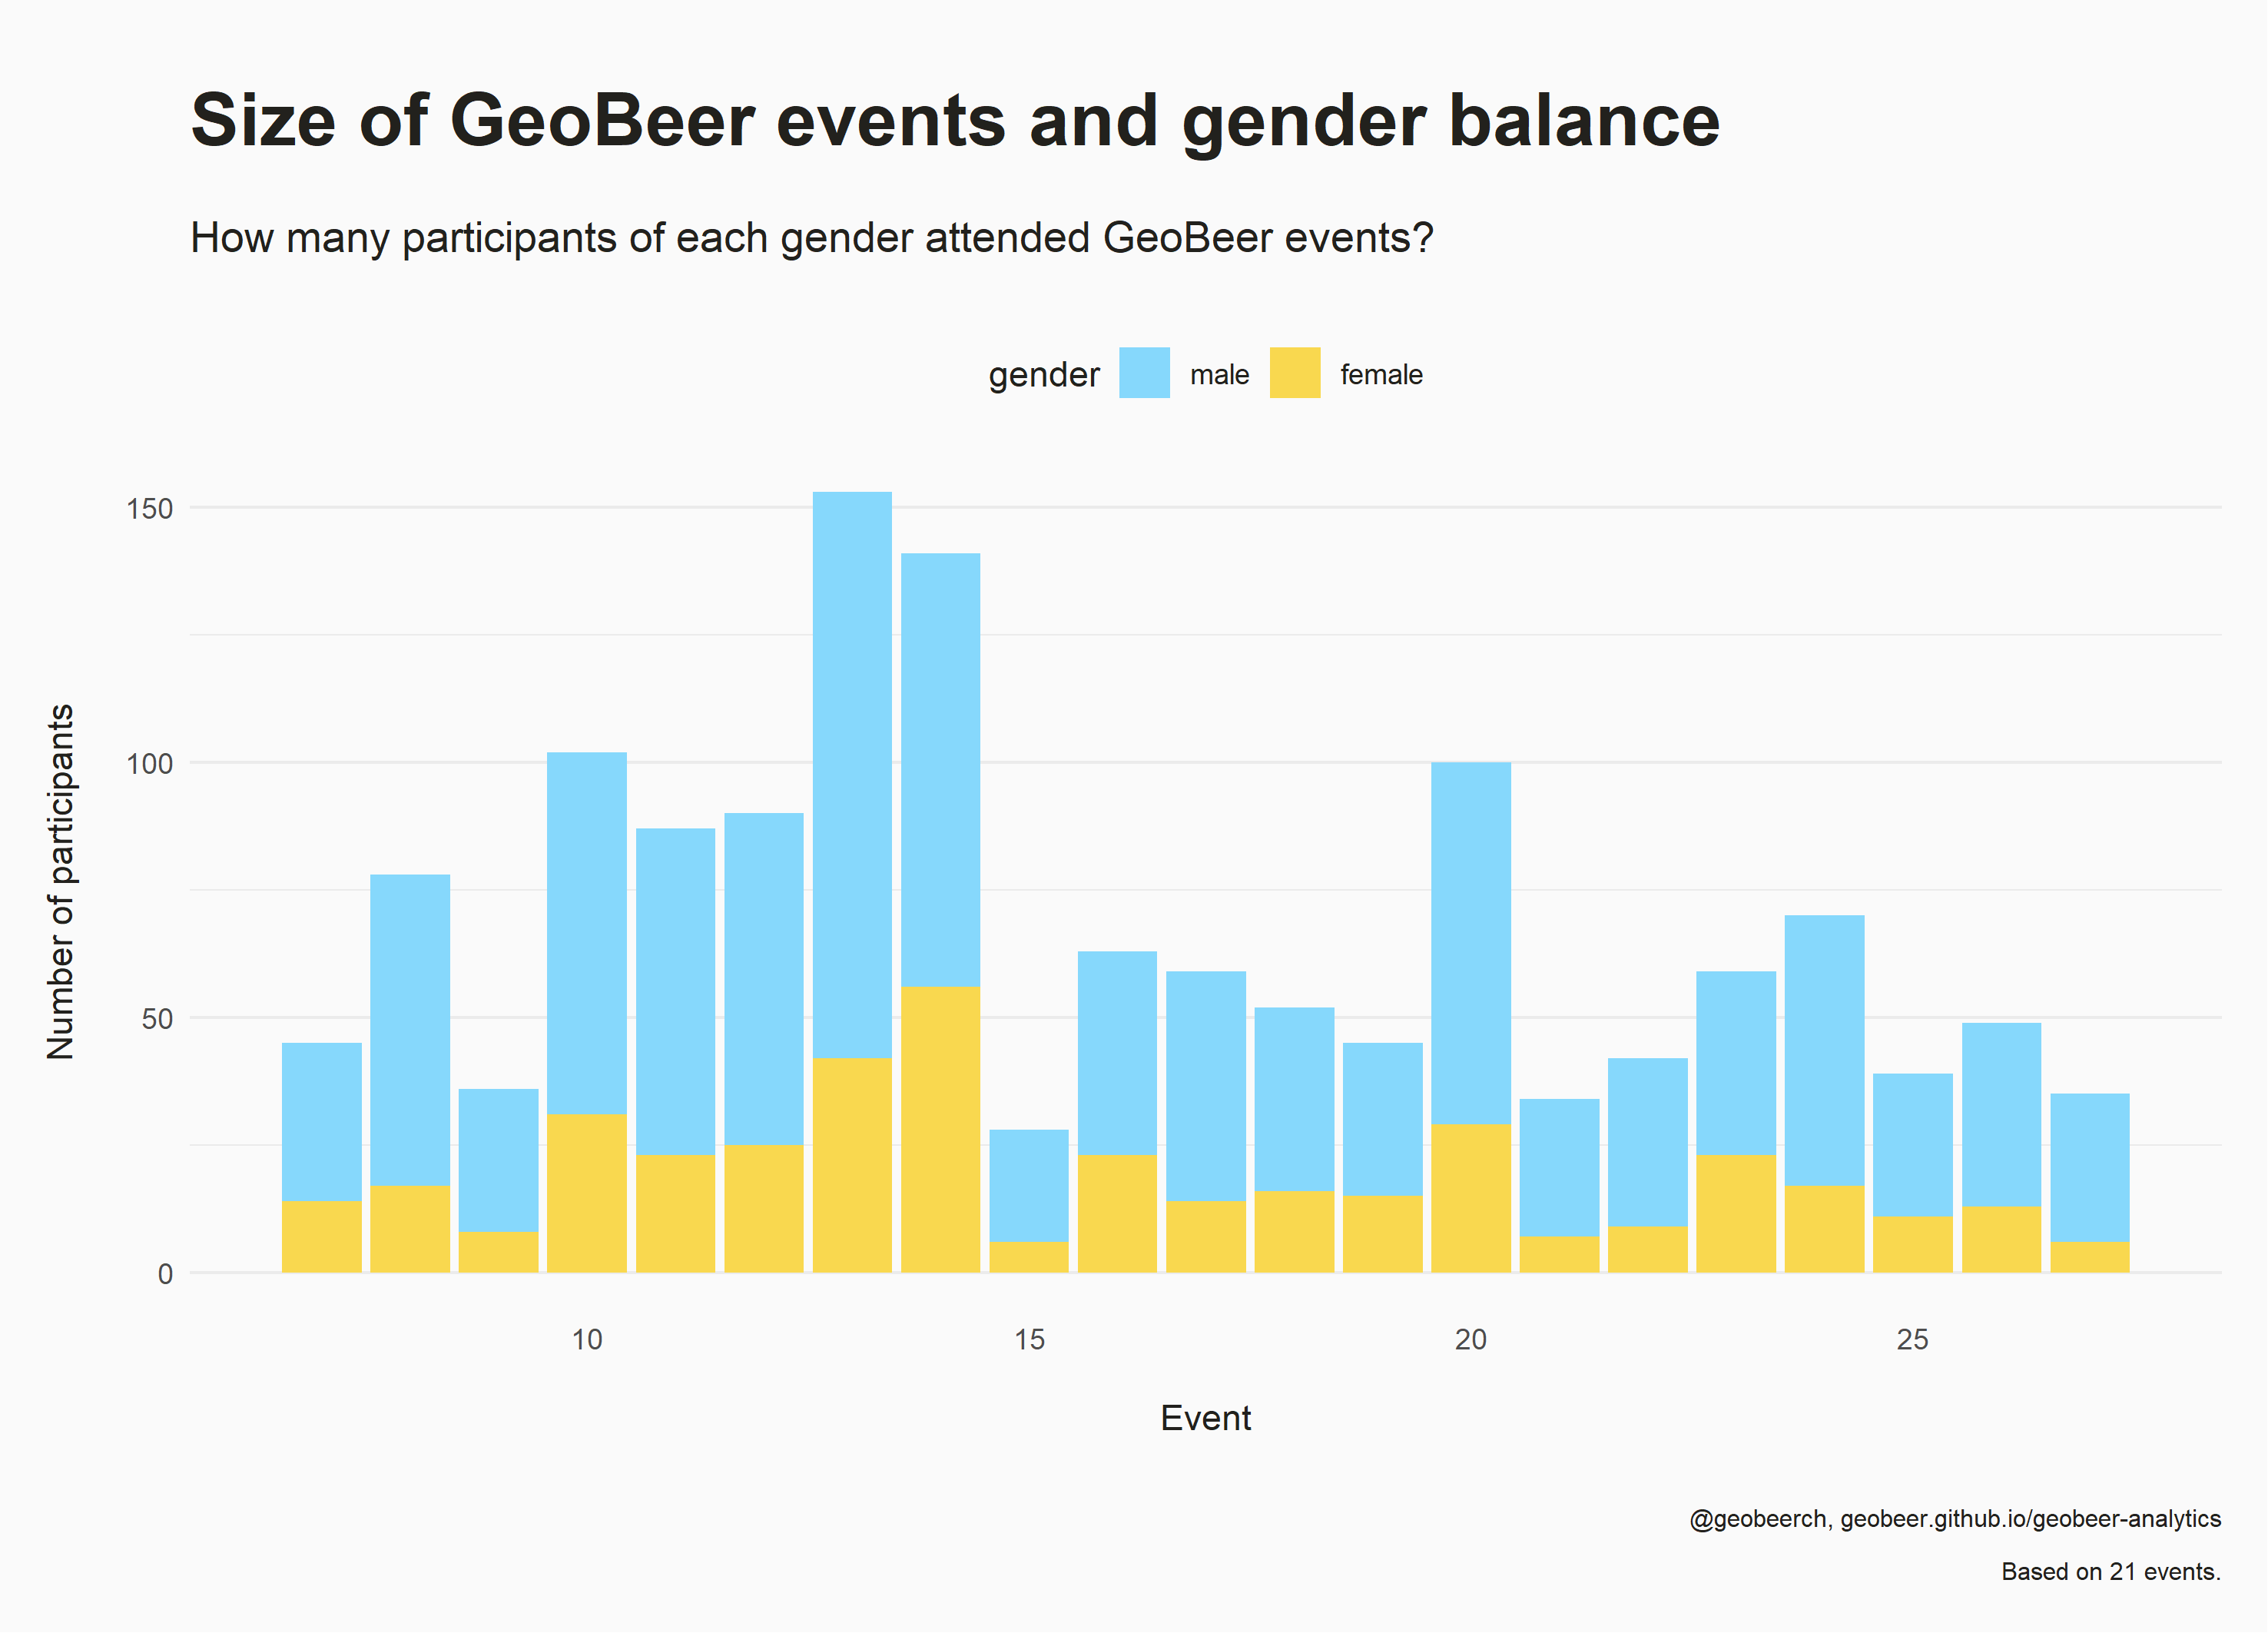 Size of GeoBeer events and gender balance
How many participants of each gender attended GeoBeer events?
gender male female
Number of participants
150
100
50
0
10 15 20 25
Event
@geobeerch, geobeer.github.io/geobeer-analytics
Based on 21 events.